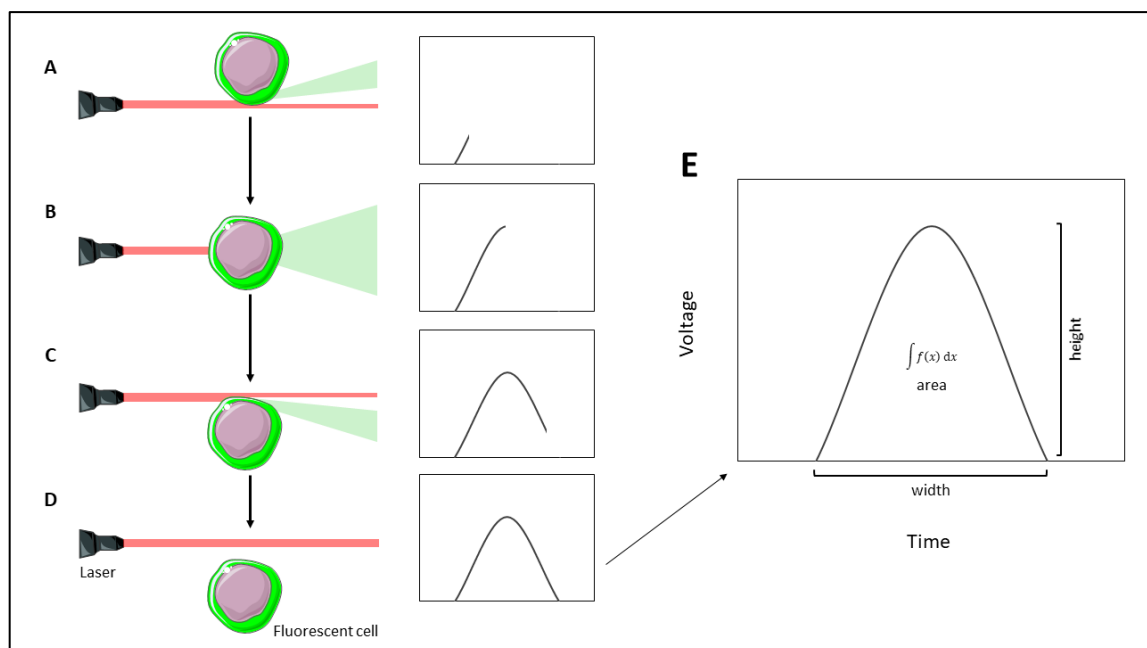 A
B
C
D
Laser
Fluorescent cell
E
Voltage
∫ f(x) dx
area
height
width
Time